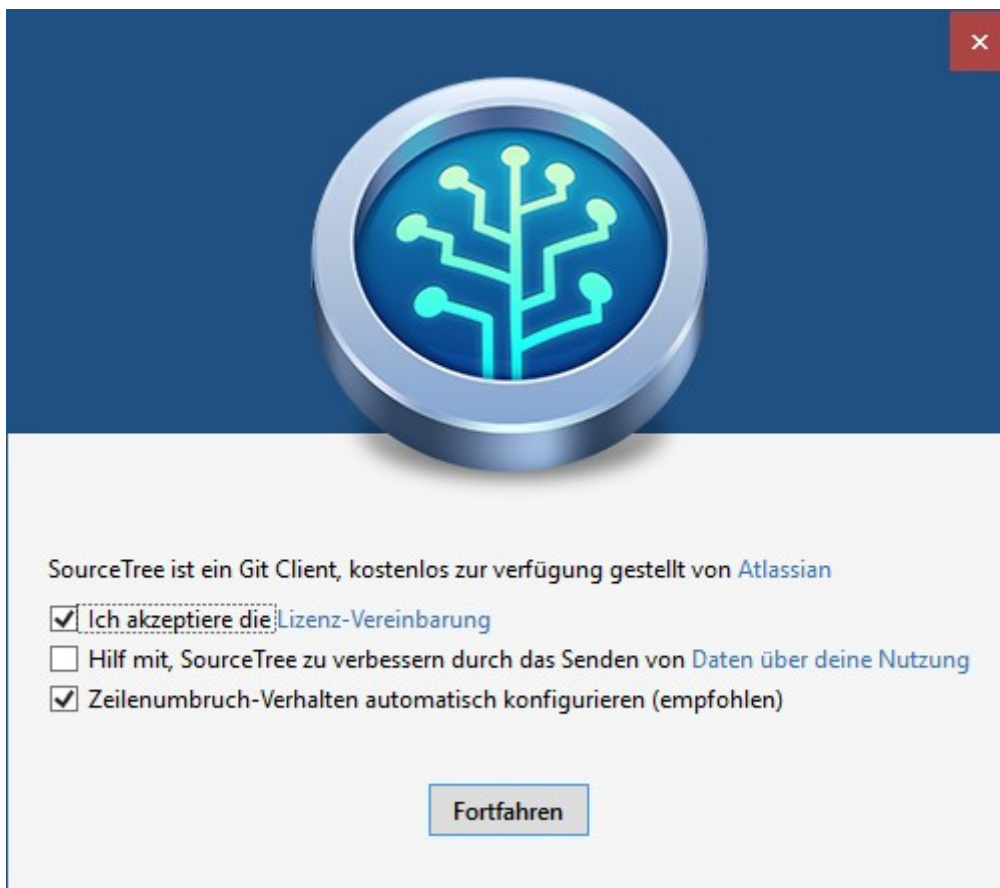 SourceTree ist ein Git Client, kostenlos zur verfügung gestellt von Atlassian
Ich akzeptiere die Lizenz-Vereinbarung
Hilf mit, SourceTree zu verbessern durch das Senden von Daten über deine Nutzung
Zeilenumbruch-Verhalten automatisch konfigurieren (empfohlen)
Fortfahren